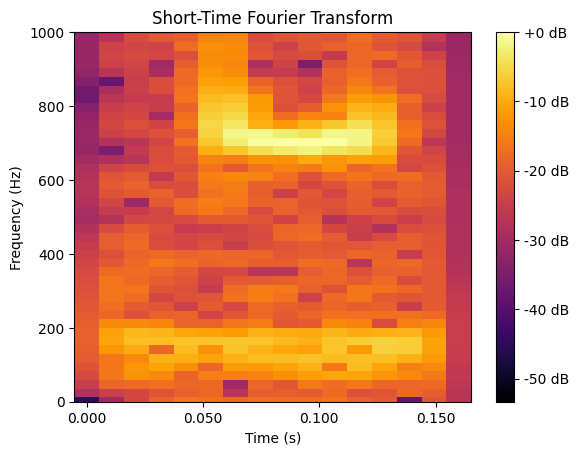 Short-Time Fourier Transform
1000
800
600
400
200
0
Frequency (Hz)
0.000
0.050
0.100
0.150
Time (s)
+0 dB
-10 dB
-20 dB
-30 dB
-40 dB
-50 dB